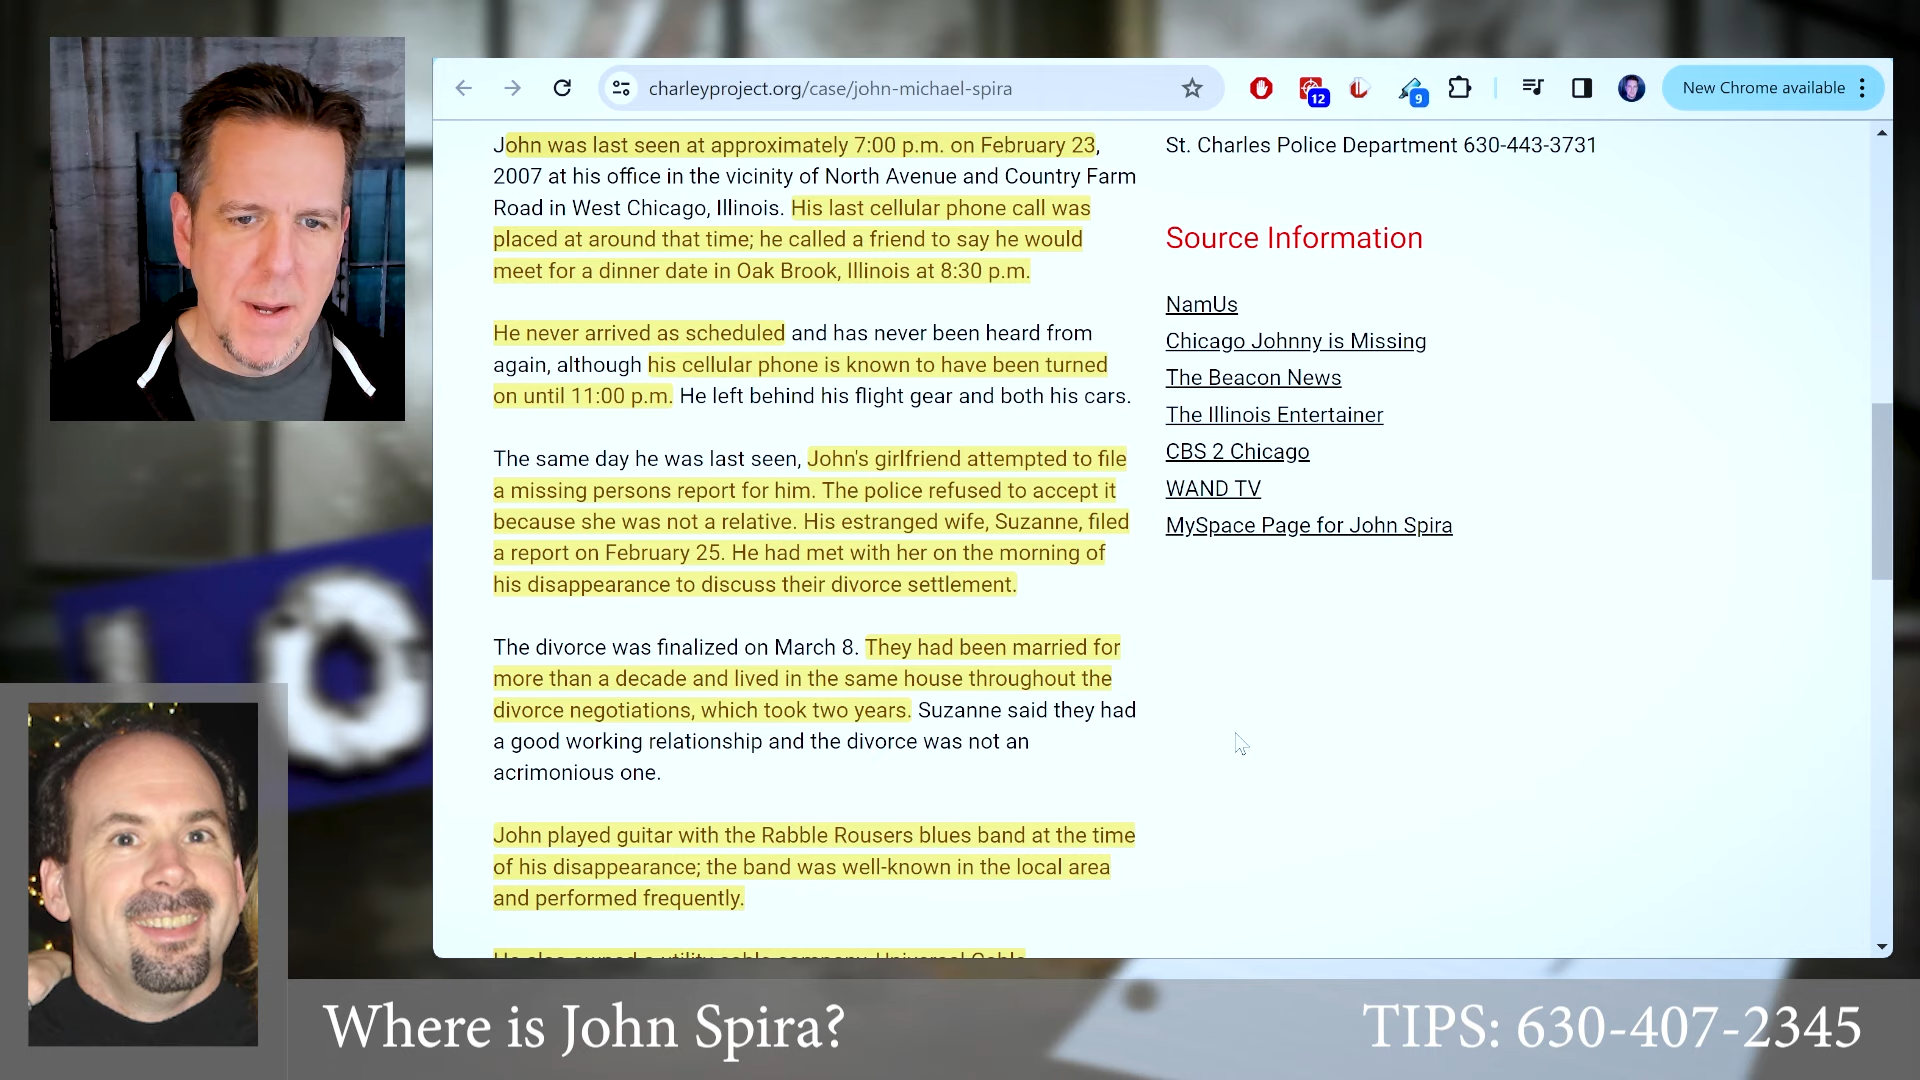 charleyproject.org/case/john-michael-spira
12
9
New Chrome available
John was last seen at approximately 7:00 p.m. on February 23,
2007 at his office in the vicinity of North Avenue and Country Farm
Road in West Chicago, Illinois. His last cellular phone call was
placed at around that time; he called a friend to say he would
meet for a dinner date in Oak Brook, Illinois at 8:30 p.m.
He never arrived as scheduled and has never been heard from
again, although his cellular phone is known to have been turned
on until 11:00 p.m. He left behind his flight gear and both his cars.
The same day he was last seen, John's girlfriend attempted to file
a missing persons report for him. The police refused to accept it
because she was not a relative. His estranged wife, Suzanne, filed
a report on February 25. He had met with her on the morning of
his disappearance to discuss their divorce settlement.
The divorce was finalized on March 8. They had been married for
more than a decade and lived in the same house throughout the
divorce negotiations, which took two years. Suzanne said they had
a good working relationship and the divorce was not an
acrimonious one.
John played guitar with the Rabble Rousers blues band at the time
of his disappearance; the band was well-known in the local area
and performed frequently.
He also owned a utility cable company, Universal Cable
St. Charles Police Department 630-443-3731
Source Information
NamUs
Chicago Johnny is Missing
The Beacon News
The Illinois Entertainer
CBS 2 Chicago
WAND TV
MySpace Page for John Spira
Where is John Spira?
TIPS: 630-407-2345